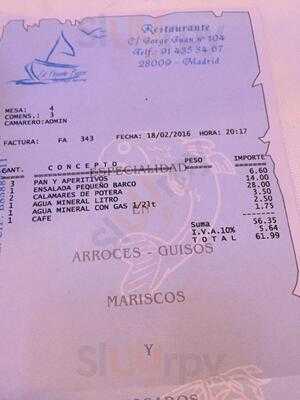 Restaurante
C/ Jorge Juan nº 104
Telf.: 91 435 34 67
28009 - Madrid
MESA: 4
COMENS.: 3
CAMARERO:ADMIN
FACTURA: FA 343 FECHA: 18/02/2016 HORA: 20:17
CANT. CONCEPTO PESO IMPORTE
ESPECIALIDAD
3 PAN Y APERITIVOS 6.60
1 ENSALADA PEQUEÑO BARCO 14.00
2 CALAMARES DE POTERA 28.00
1 AGUA MINERAL LITRO 3.50
1 AGUA MINERAL CON GAS 1/2lt 2.50
1 CAFE 1.75
EN
-------
Suma 56.35
I.V.A.10% 5.64
TOTAL 61.99
ARROCES - GUISOS
MARISCOS
Y